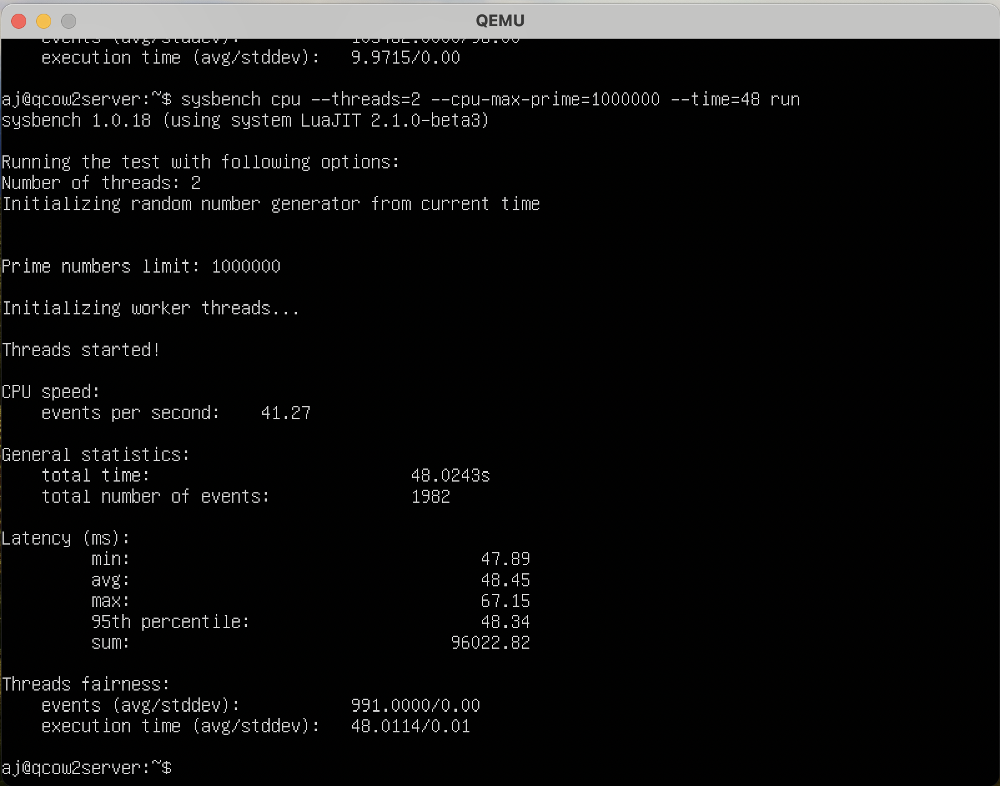 QEMU
events (avg/stddev):
execution time (avg/stddev):   9.9715/0.00
aj@qcow2server:~$ sysbench cpu --threads=2 --cpu-max-prime=1000000 --time=48 run
sysbench 1.0.18 (using system LuaJIT 2.1.0-beta3)
Running the test with following options:
Number of threads: 2
Initializing random number generator from current time
Prime numbers limit: 1000000
Initializing worker threads...
Threads started!
CPU speed:
events per second:    41.27
General statistics:
total time:                          48.0243s
total number of events:              1982
Latency (ms):
min:                                   47.89
avg:                                   48.45
max:                                   67.15
95th percentile:                       48.34
sum:                                96022.82
Threads fairness:
events (avg/stddev):           991.0000/0.00
execution time (avg/stddev):   48.0114/0.01
aj@qcow2server:~$